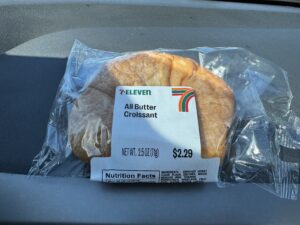 7-ELEVEN
All Butter
Croissant
NET WT. 2.5 OZ (71g)
$2.29
Nutrition Facts